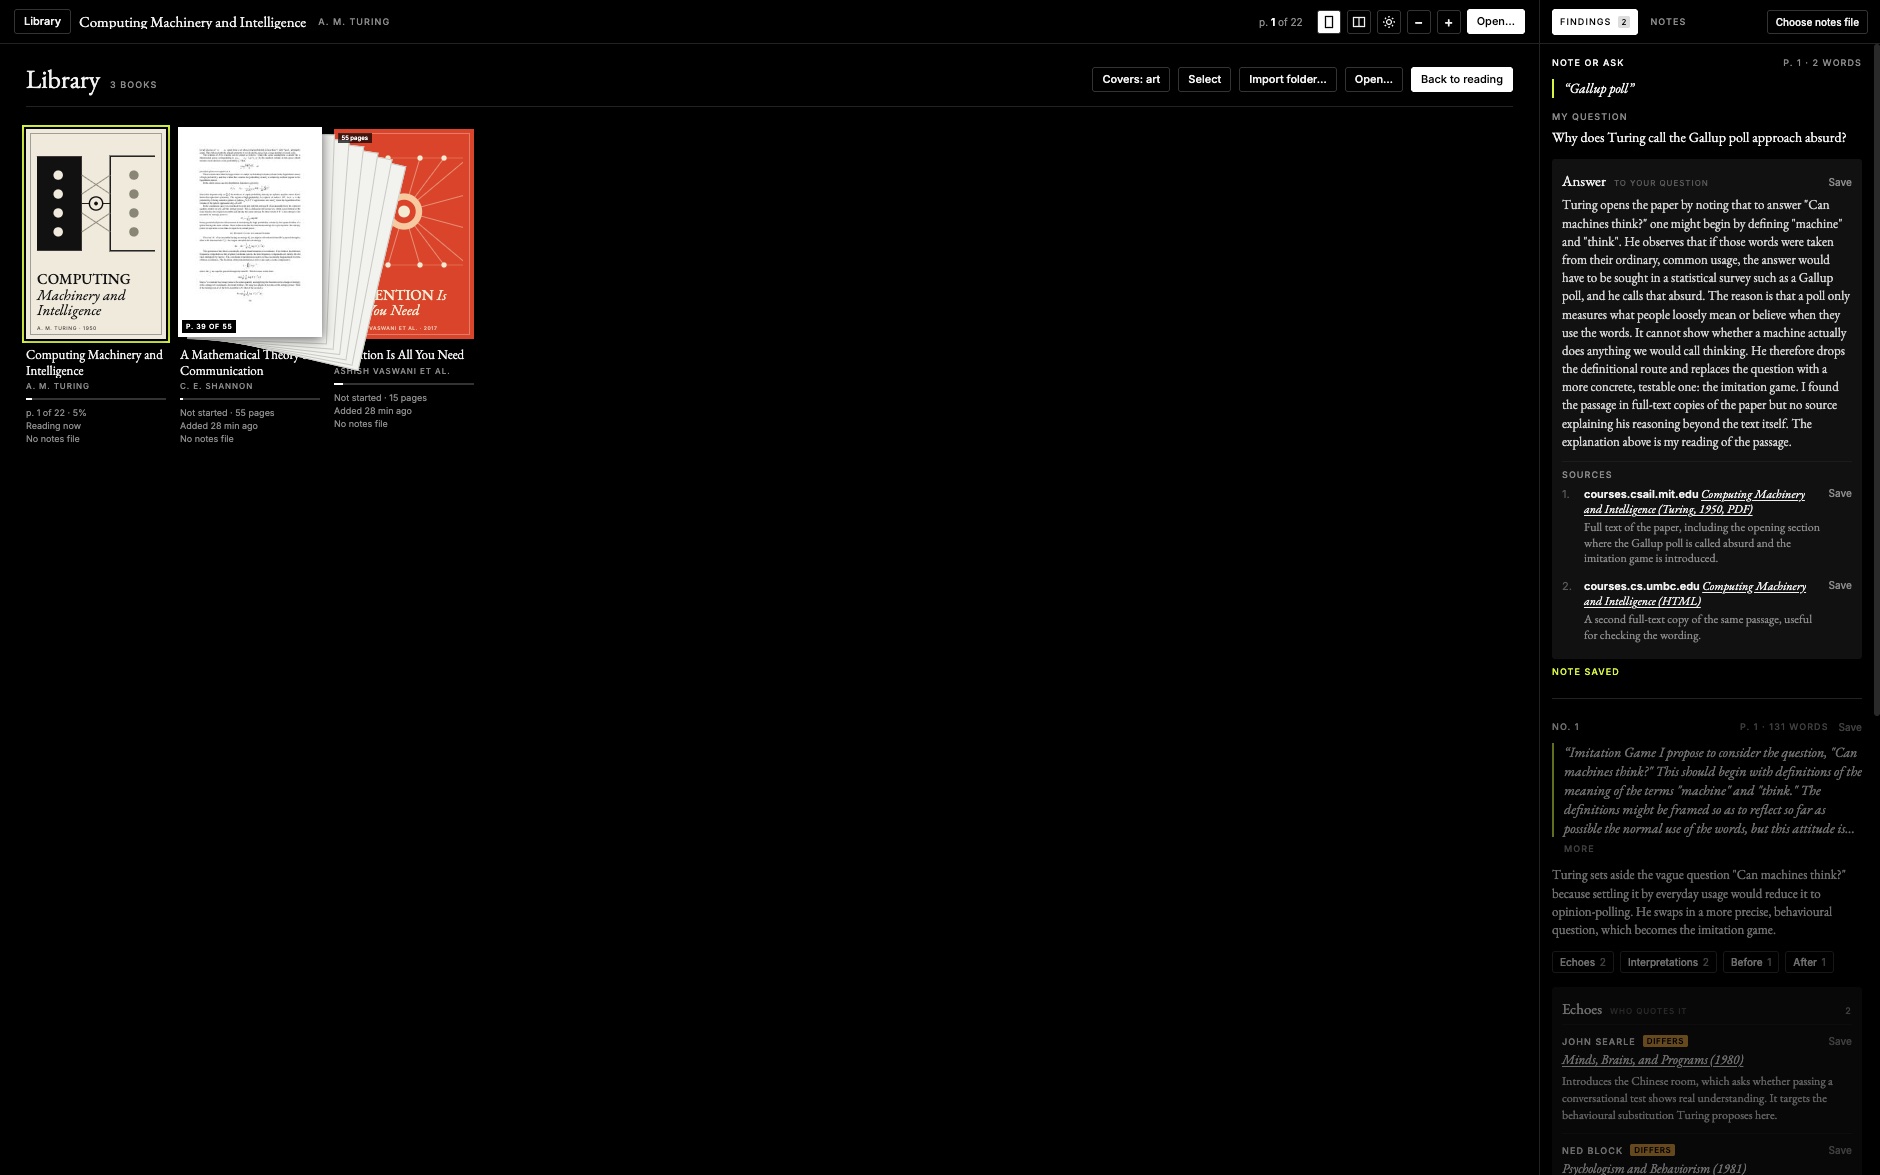 Library
Computing Machinery and Intelligence
A. M. TURING
p. 1 of 22
Open...
FINDINGS 2
NOTES
Choose notes file
Library
3 BOOKS
Covers: art
Select
Import folder...
Open...
Back to reading
COMPUTING
Machinery and
Intelligence
A. M. TURING · 1950
Computing Machinery and
Intelligence
A. M. TURING
p. 1 of 22 · 5%
Reading now
No notes file
P. 39 OF 55
A Mathematical Theory
Communication
C. E. SHANNON
Not started · 55 pages
Added 28 min ago
No notes file
55 pages
ENTION Is
You Need
VASWANI ET AL. · 2017
tion Is All You Need
ASHISH VASWANI ET AL.
Not started · 15 pages
Added 28 min ago
No notes file
NOTE OR ASK
P. 1 · 2 WORDS
“Gallup poll”
MY QUESTION
Why does Turing call the Gallup poll approach absurd?
Answer TO YOUR QUESTION
Save
Turing opens the paper by noting that to answer "Can
machines think?" one might begin by defining "machine"
and "think". He observes that if those words were taken
from their ordinary, common usage, the answer would
have to be sought in a statistical survey such as a Gallup
poll, and he calls that absurd. The reason is that a poll only
measures what people loosely mean or believe when they
use the words. It cannot show whether a machine actually
does anything we would call thinking. He therefore drops
the definitional route and replaces the question with a
more concrete, testable one: the imitation game. I found
the passage in full-text copies of the paper but no source
explaining his reasoning beyond the text itself. The
explanation above is my reading of the passage.
SOURCES
1. courses.csail.mit.edu Computing Machinery
and Intelligence (Turing, 1950, PDF)
Save
Full text of the paper, including the opening section
where the Gallup poll is called absurd and the
imitation game is introduced.
2. courses.cs.umbc.edu Computing Machinery
and Intelligence (HTML)
Save
A second full-text copy of the same passage, useful
for checking the wording.
NOTE SAVED
NO. 1
P. 1 · 131 WORDS
Save
“Imitation Game I propose to consider the question, "Can
machines think?" This should begin with definitions of the
meaning of the terms "machine" and "think." The
definitions might be framed so as to reflect so far as
possible the normal use of the words, but this attitude is...
MORE
Turing sets aside the vague question "Can machines think?"
because settling it by everyday usage would reduce it to
opinion-polling. He swaps in a more precise, behavioural
question, which becomes the imitation game.
Echoes 2
Interpretations 2
Before 1
After 1
Echoes WHO QUOTES IT
2
JOHN SEARLE DIFFERS
Save
Minds, Brains, and Programs (1980)
Introduces the Chinese room, which asks whether passing a
conversational test shows real understanding. It targets the
behavioural substitution Turing proposes here.
NED BLOCK DIFFERS
Save
Psychologism and Behaviorism (1981)